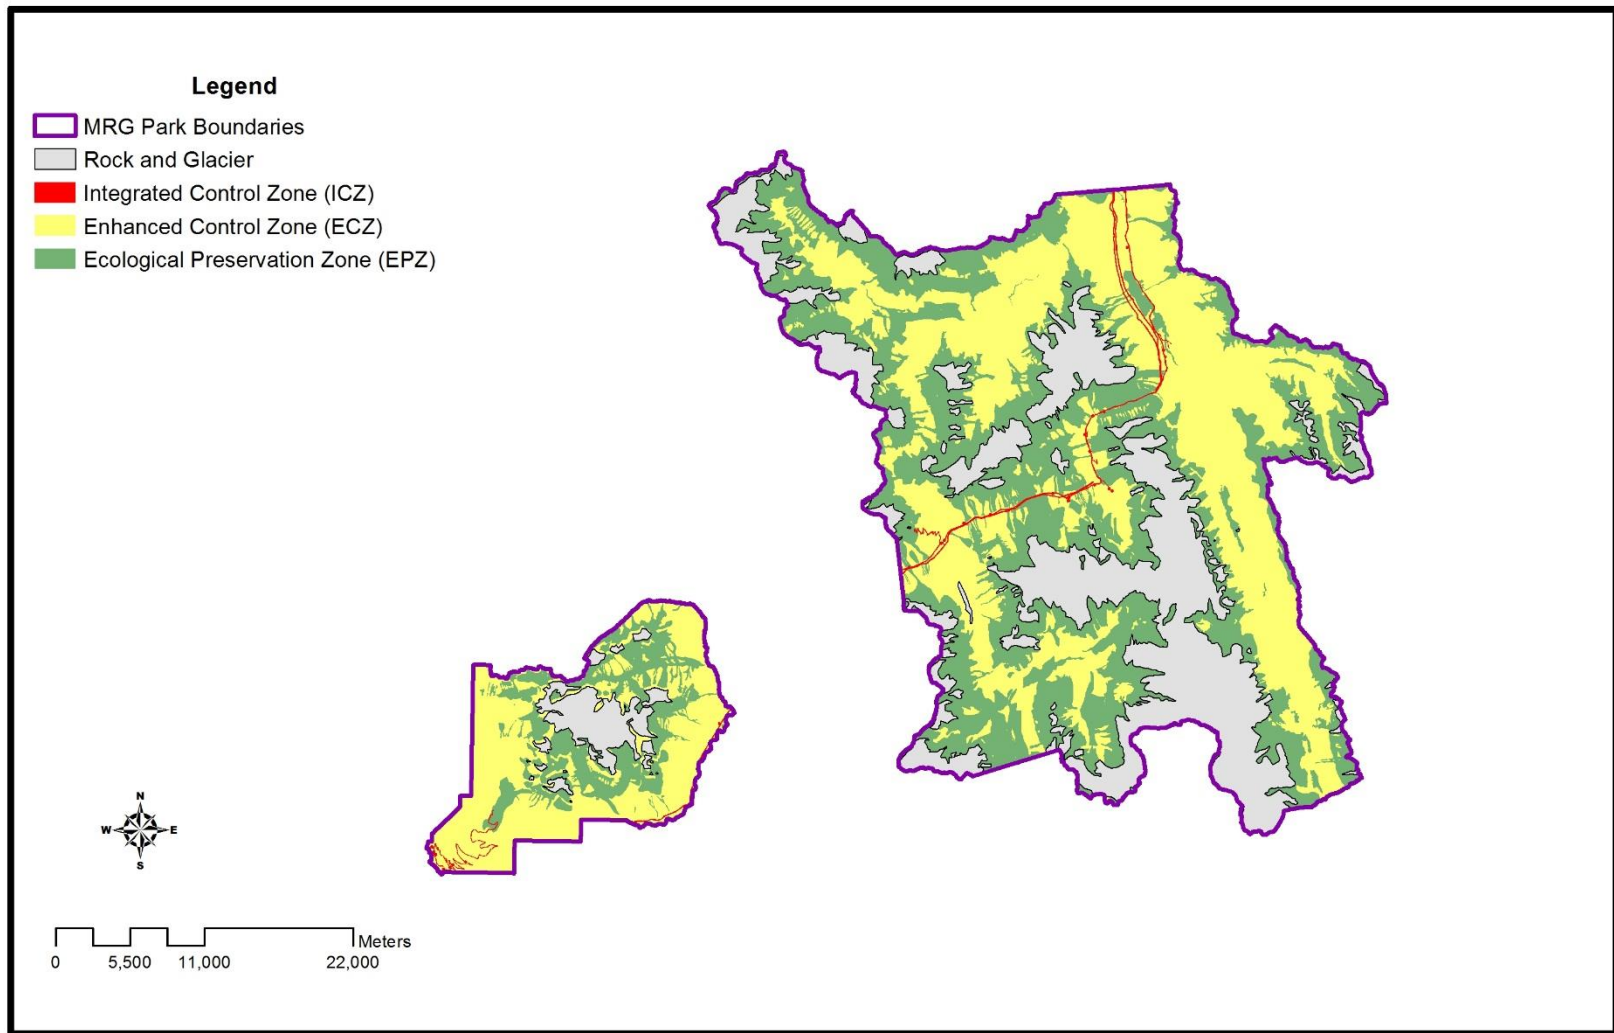 Legend
MRG Park Boundaries
Rock and Glacier
Integrated Control Zone (ICZ)
Enhanced Control Zone (ECZ)
Ecological Preservation Zone (EPZ)
N
W E
S
Meters
0 5,500 11,000 22,000